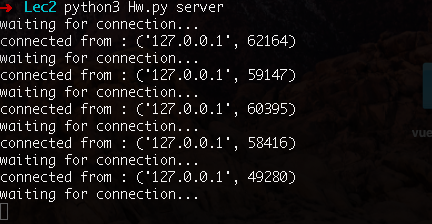 ➜ Lec2 python3 Hw.py server
waiting for connection...
connected from : ('127.0.0.1', 62164)
waiting for connection...
connected from : ('127.0.0.1', 59147)
waiting for connection...
connected from : ('127.0.0.1', 60395)
waiting for connection...
connected from : ('127.0.0.1', 58416)
waiting for connection...
connected from : ('127.0.0.1', 49280)
waiting for connection...
vue